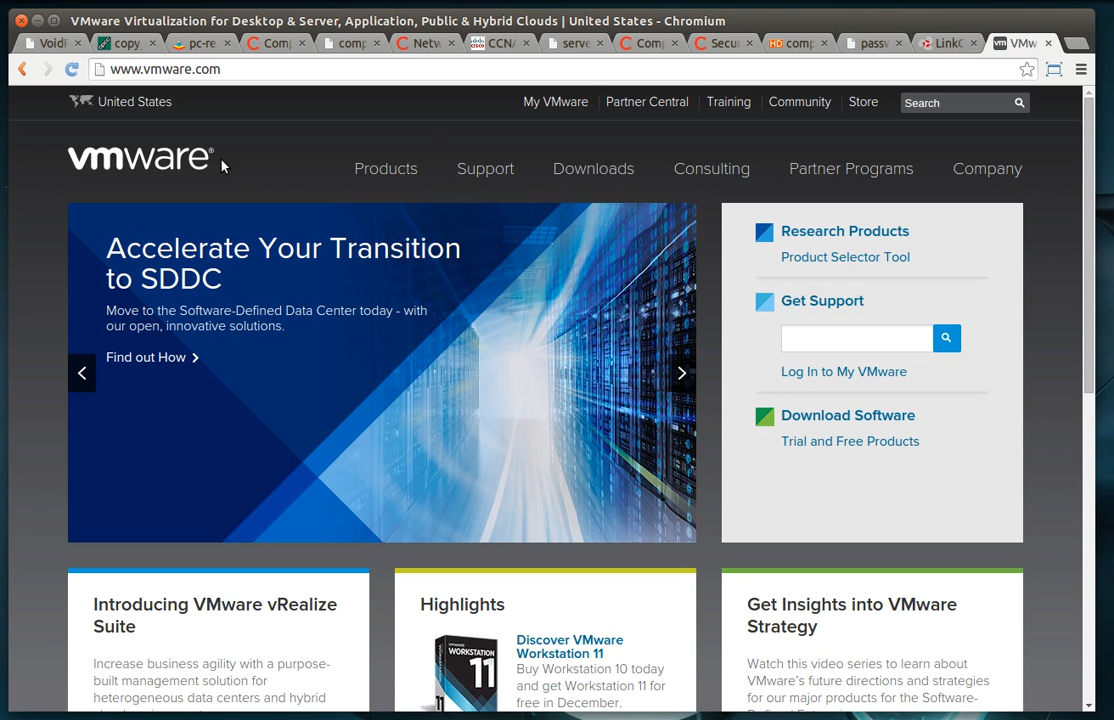 VMware Virtualization for Desktop & Server, Application, Public & Hybrid Clouds | United States - Chromium
VoidR copy. pc-re Comp comp Netw CCNA serve Comp Secur comp passw LinkC VMw
www.vmware.com
United States My VMware Partner Central Training Community Store Search
vmware®
Products Support Downloads Consulting Partner Programs Company
Accelerate Your Transition
to SDDC
Move to the Software-Defined Data Center today - with
our open, innovative solutions.
Find out How
Research Products
Product Selector Tool
Get Support
Log In to My VMware
Download Software
Trial and Free Products
Introducing VMware vRealize
Suite
Increase business agility with a purpose-
built management solution for
heterogeneous data centers and hybrid
Highlights
WORKSTATION
11
Discover VMware
Workstation 11
Buy Workstation 10 today
and get Workstation 11 for
free in December.
Get Insights into VMware
Strategy
Watch this video series to learn about
VMware's future directions and strategies
for our major products for the Software-